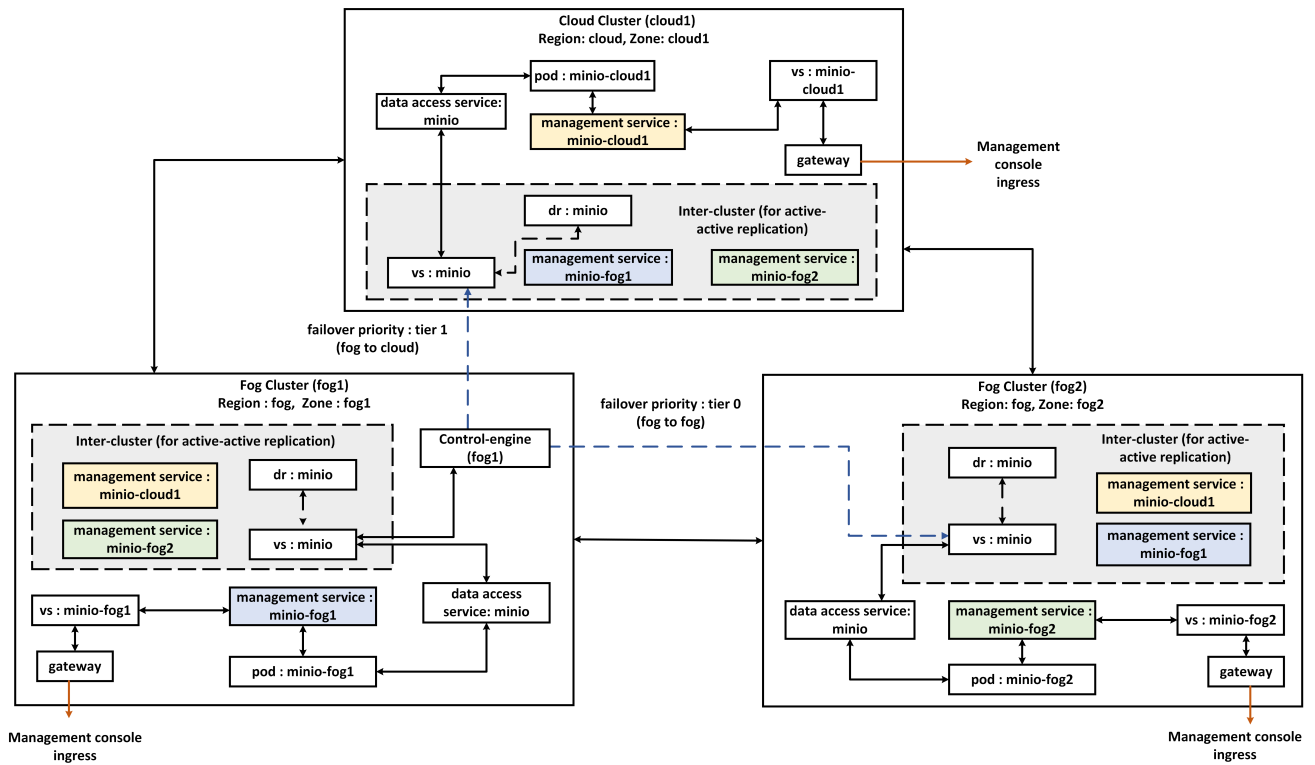 Cloud Cluster (cloud1)
Region: cloud, Zone: cloud1
pod : minio-cloud1
vs : minio-
cloud1
data access service:
minio
management service :
minio-cloud1
gateway
Management
console
ingress
dr : minio
Inter-cluster (for active-
active replication)
management service :
minio-fog1
management service :
minio-fog2
vs : minio
failover priority : tier 1
(fog to cloud)
Fog Cluster (fog1)
Region : fog,  Zone : fog1
Inter-cluster (for active-active replication)
management service :
minio-cloud1
dr : minio
management service :
minio-fog2
vs : minio
Control-engine
(fog1)
data access
service: minio
vs : minio-fog1
management service :
minio-fog1
gateway
pod : minio-fog1
Management console
ingress
failover priority : tier 0
(fog to fog)
Fog Cluster (fog2)
Region: fog, Zone: fog2
Inter-cluster (for active-
active replication)
dr : minio
management service :
minio-cloud1
vs : minio
management service :
minio-fog1
data access service:
minio
management service :
minio-fog2
vs : minio-fog2
pod : minio-fog2
gateway
Management console
ingress